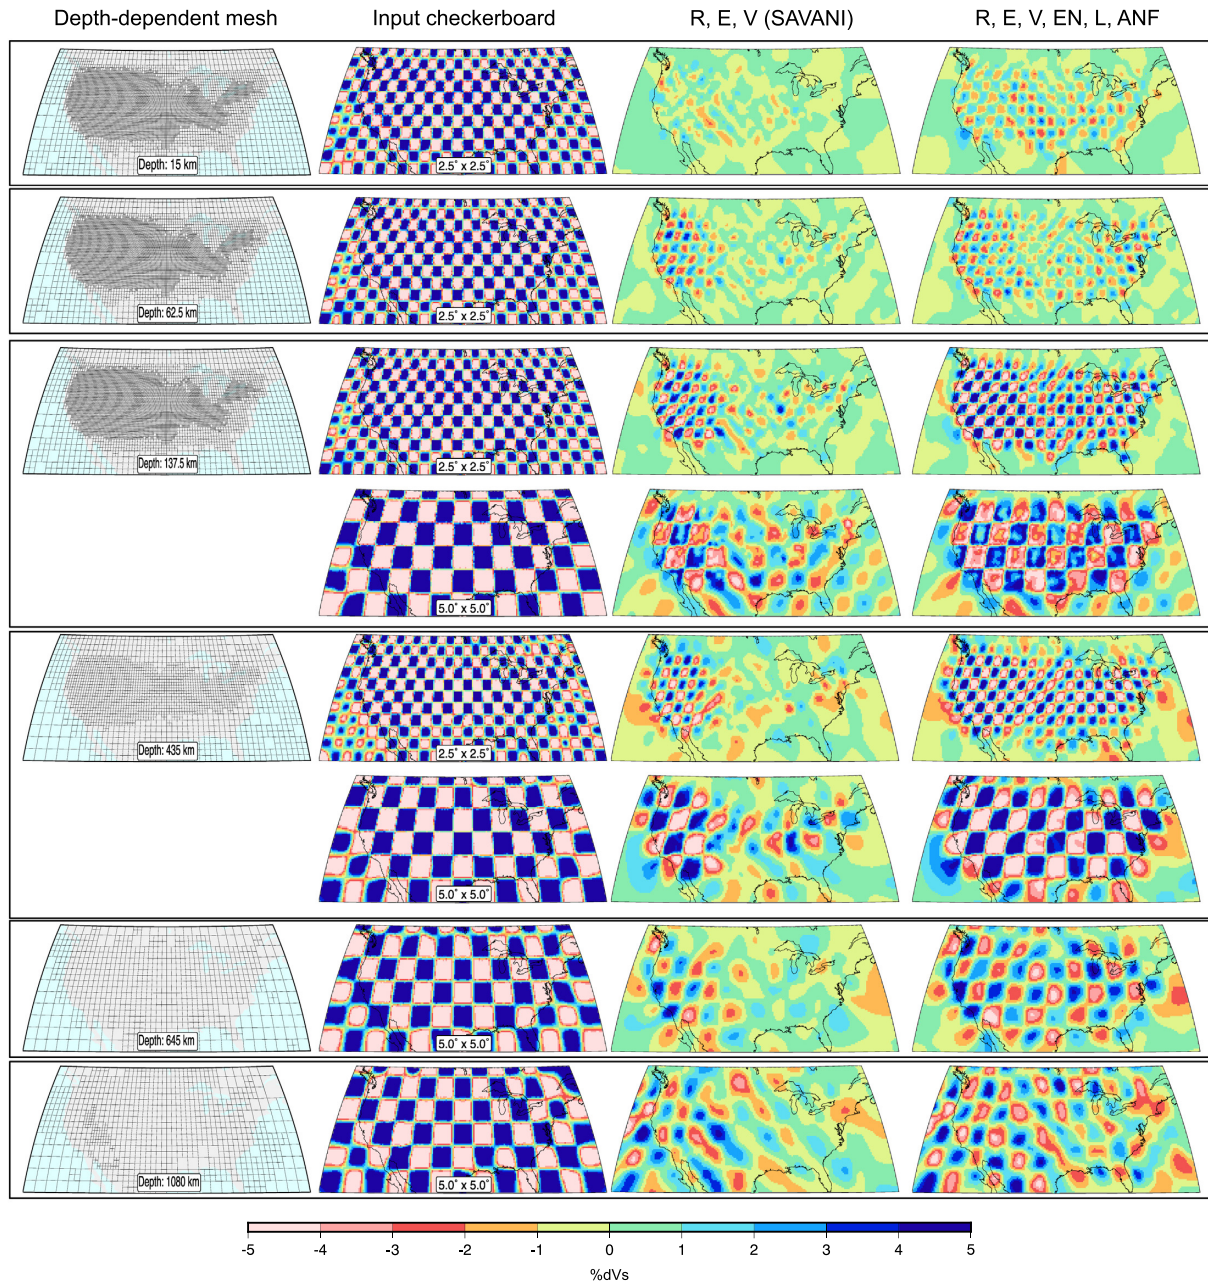 Depth-dependent mesh Input checkerboard R, E, V (SAVANI) R, E, V, EN, L, ANF
Depth: 15 km 2.5° x 2.5°
Depth: 62.5 km 2.5° x 2.5°
Depth: 137.5 km 2.5° x 2.5°
5.0° x 5.0°
Depth: 435 km 2.5° x 2.5°
5.0° x 5.0°
Depth: 645 km 5.0° x 5.0°
Depth: 1080 km 5.0° x 5.0°
-5 -4 -3 -2 -1 0 1 2 3 4 5
%dVs